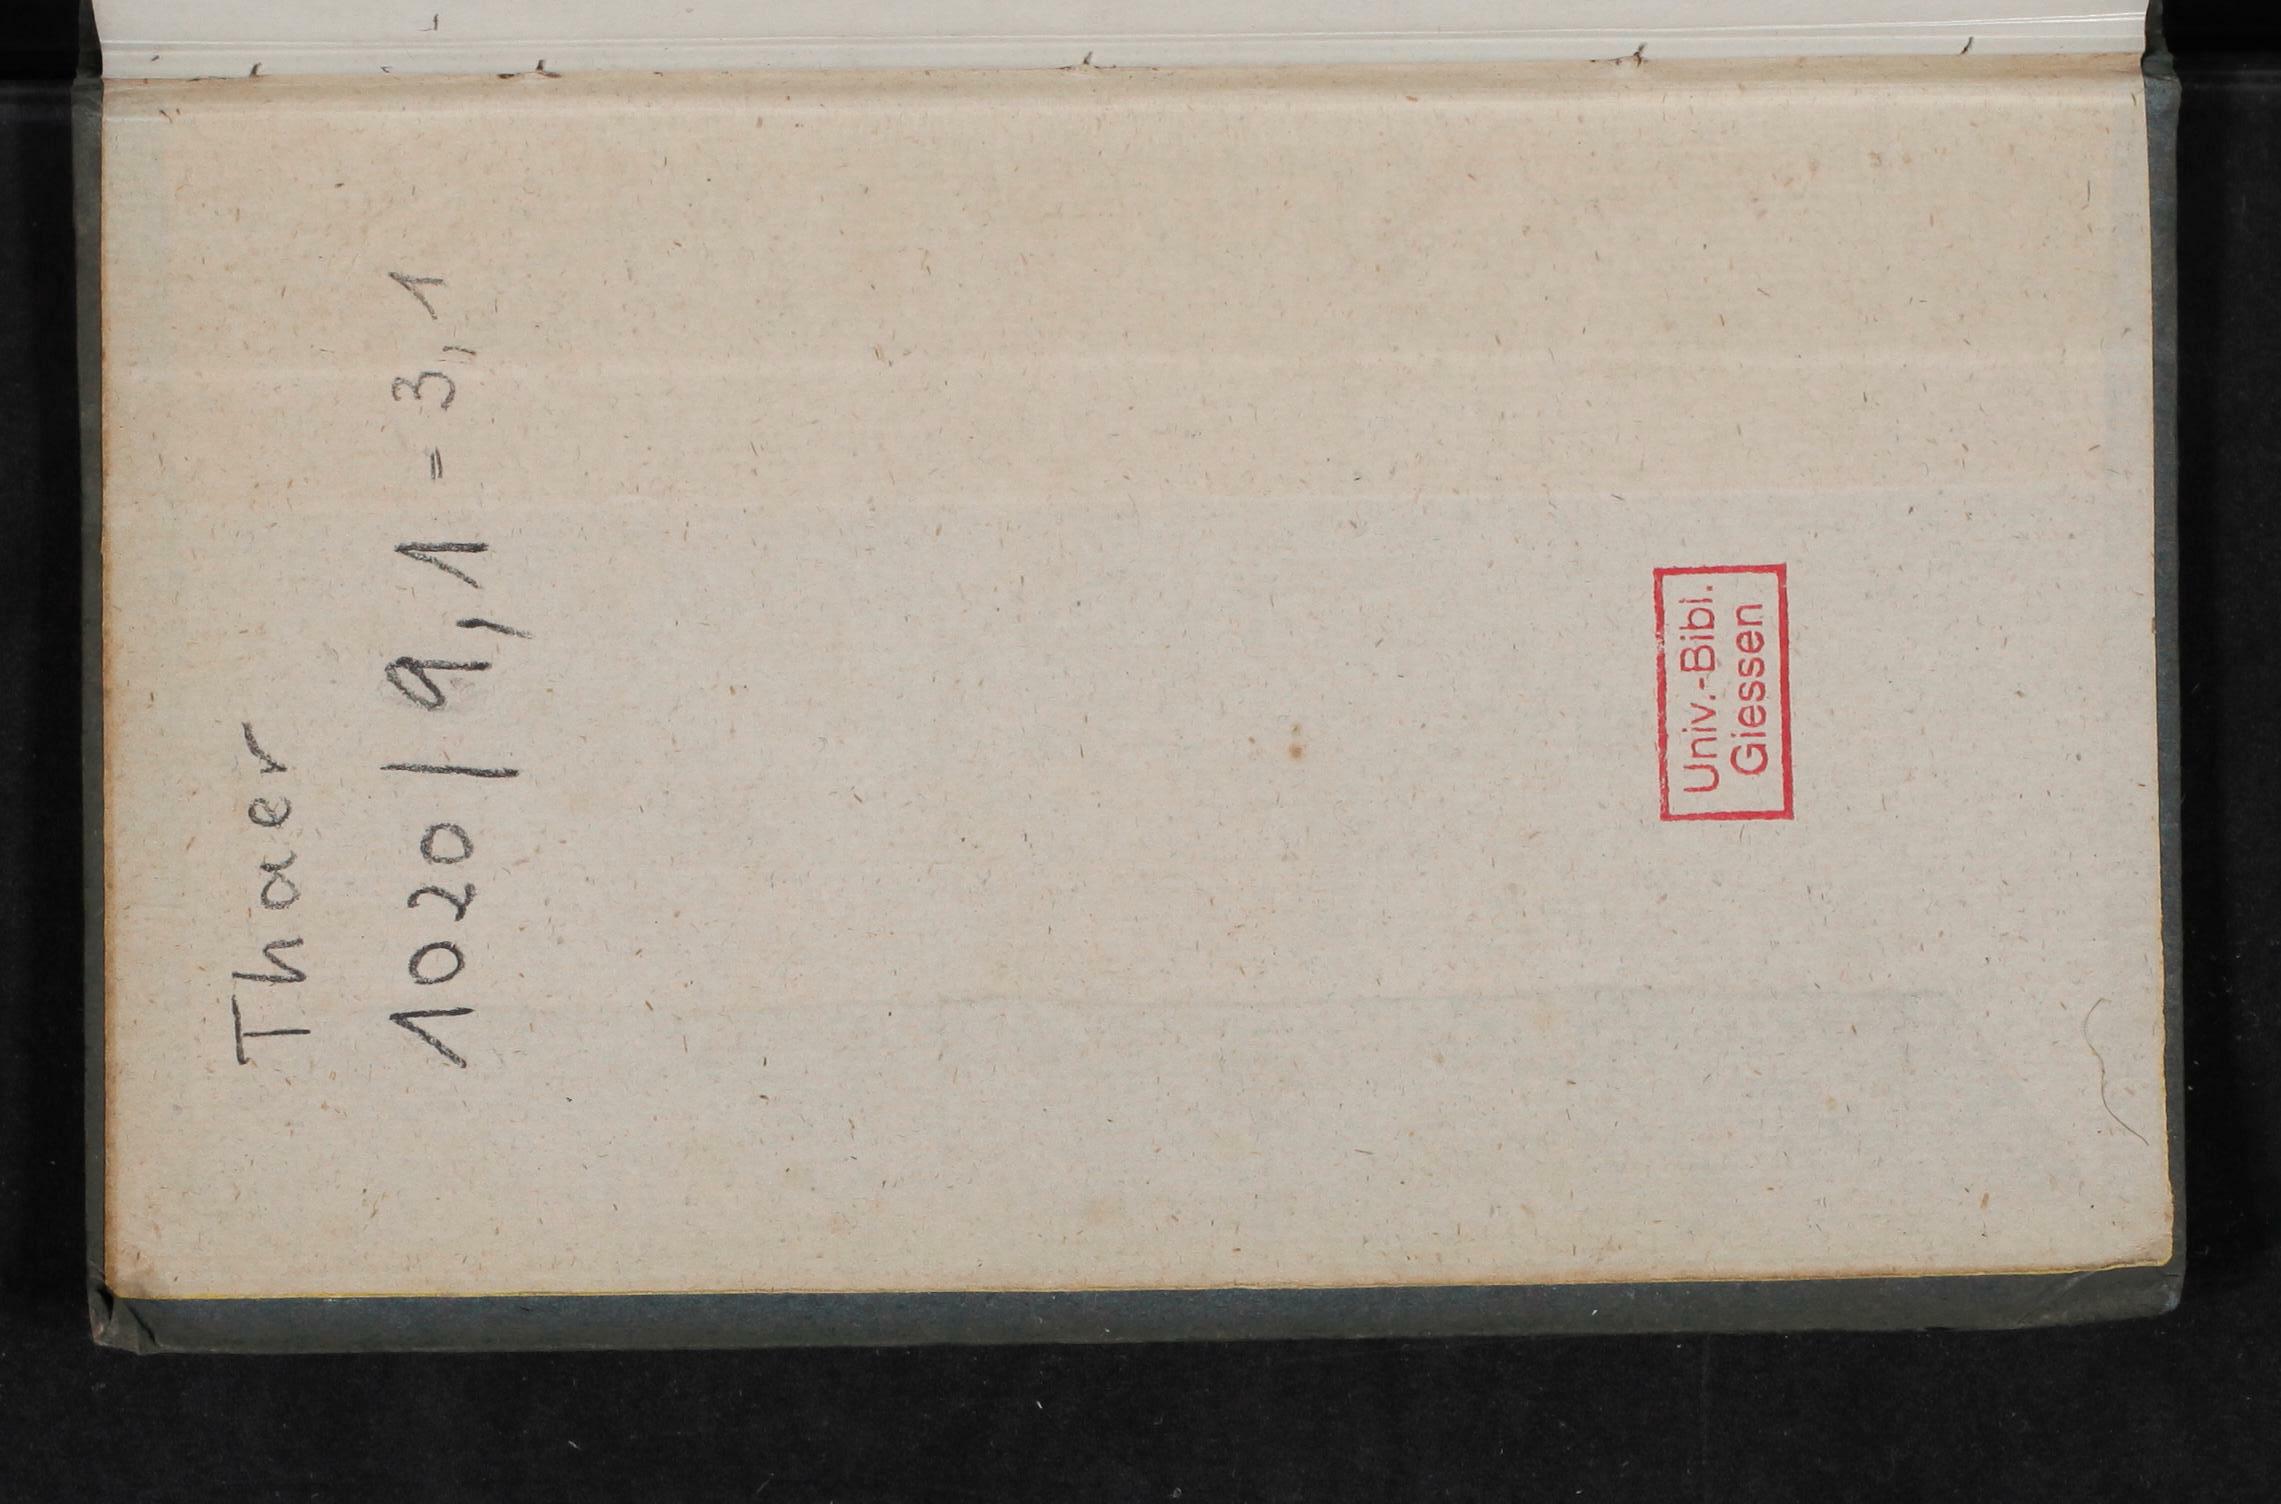 Thaer
1020 | 9,1 = 3,1
Univ.-Bibl.
Giessen